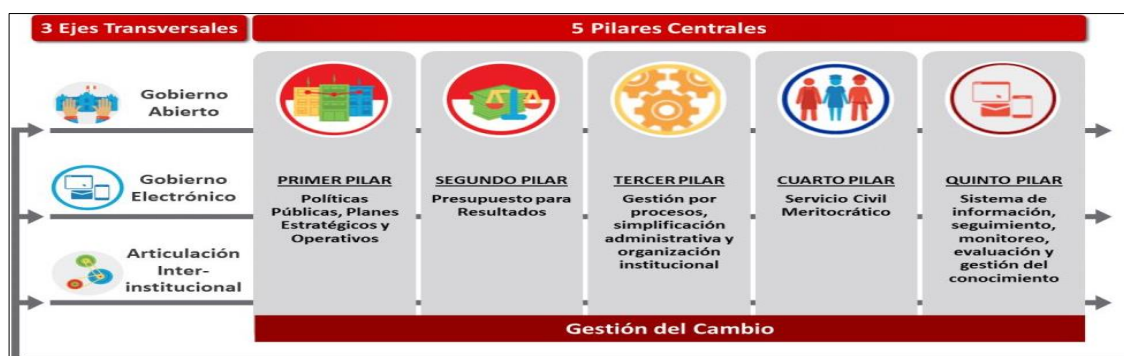 3 Ejes Transversales
5 Pilares Centrales
Gobierno
Abierto
Gobierno
Electrónico
Articulación
Inter-
institucional
PRIMER PILAR
Políticas
Públicas, Planes
Estratégicos y
Operativos
SEGUNDO PILAR
Presupuesto para
Resultados
TERCER PILAR
Gestión por
procesos,
simplificación
administrativa y
organización
institucional
CUARTO PILAR
Servicio Civil
Meritocrático
QUINTO PILAR
Sistema de
información,
seguimiento,
monitoreo,
evaluación y
gestión del
conocimiento
Gestión del Cambio